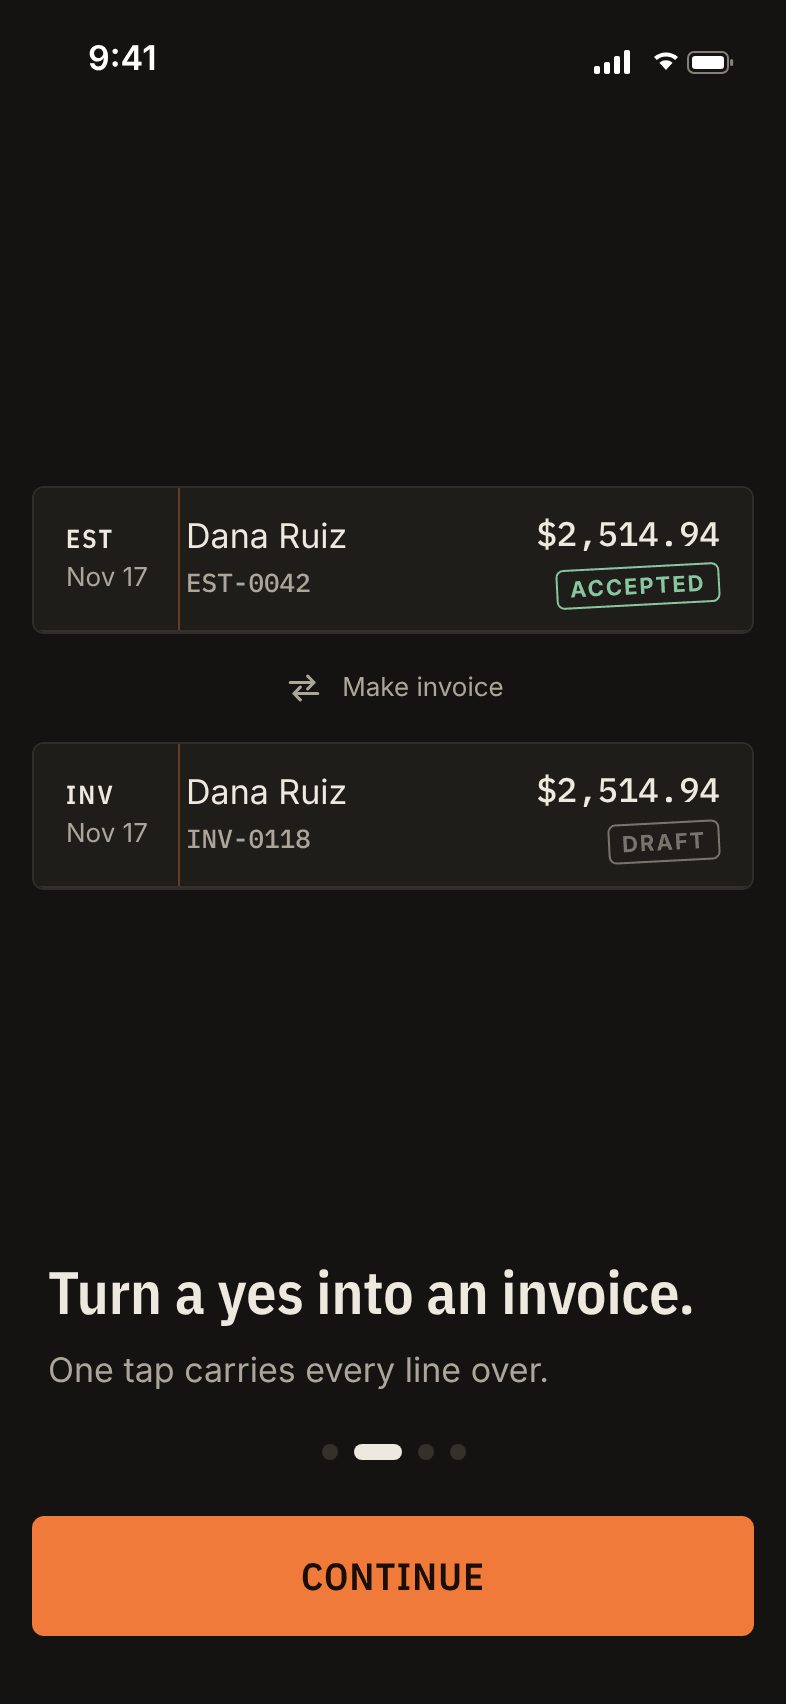 9:41
EST
Nov 17
Dana Ruiz
EST-0042
$2,514.94
ACCEPTED
Make invoice
INV
Nov 17
Dana Ruiz
INV-0118
$2,514.94
DRAFT
Turn a yes into an invoice.
One tap carries every line over.
CONTINUE